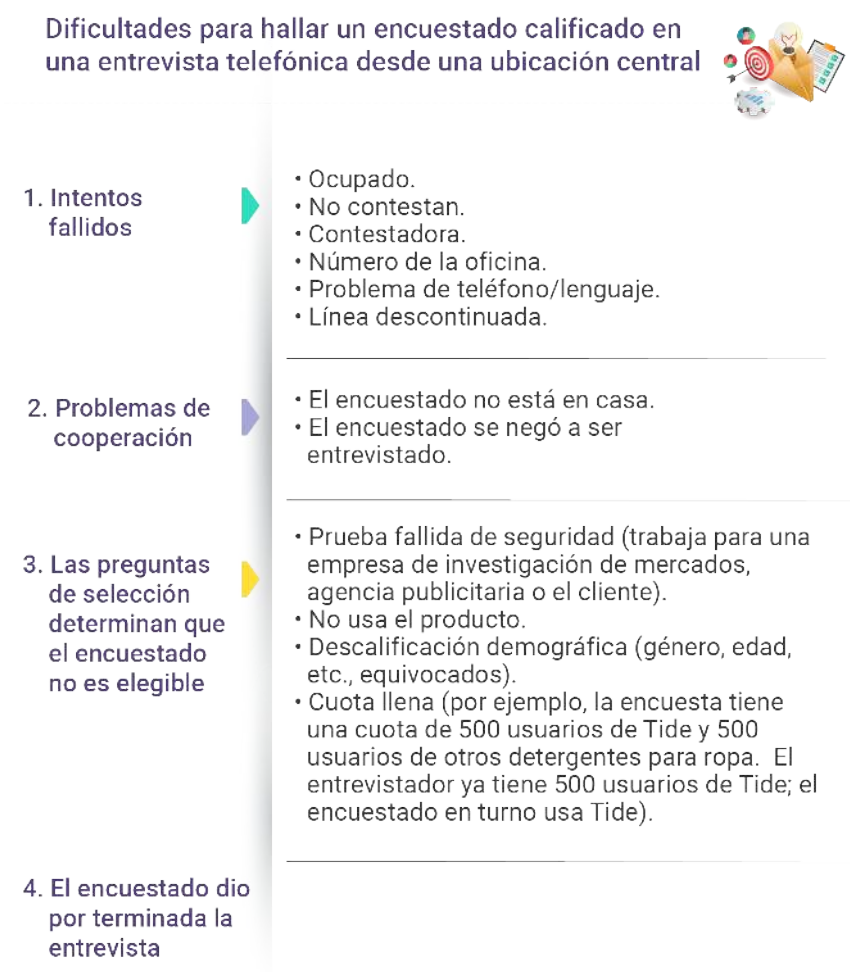 Dificultades para hallar un encuestado calificado en
una entrevista telefónica desde una ubicación central
1. Intentos
fallidos
• Ocupado.
• No contestan.
• Contestadora.
• Número de la oficina.
• Problema de teléfono/lenguaje.
• Línea descontinuada.
2. Problemas de
cooperación
• El encuestado no está en casa.
• El encuestado se negó a ser
entrevistado.
3. Las preguntas
de selección
determinan que
el encuestado
no es elegible
• Prueba fallida de seguridad (trabaja para una
empresa de investigación de mercados,
agencia publicitaria o el cliente).
• No usa el producto.
• Descalificación demográfica (género, edad,
etc., equivocados).
• Cuota llena (por ejemplo, la encuesta tiene
una cuota de 500 usuarios de Tide y 500
usuarios de otros detergentes para ropa. El
entrevistador ya tiene 500 usuarios de Tide; el
encuestado en turno usa Tide).
4. El encuestado dio
por terminada la
entrevista